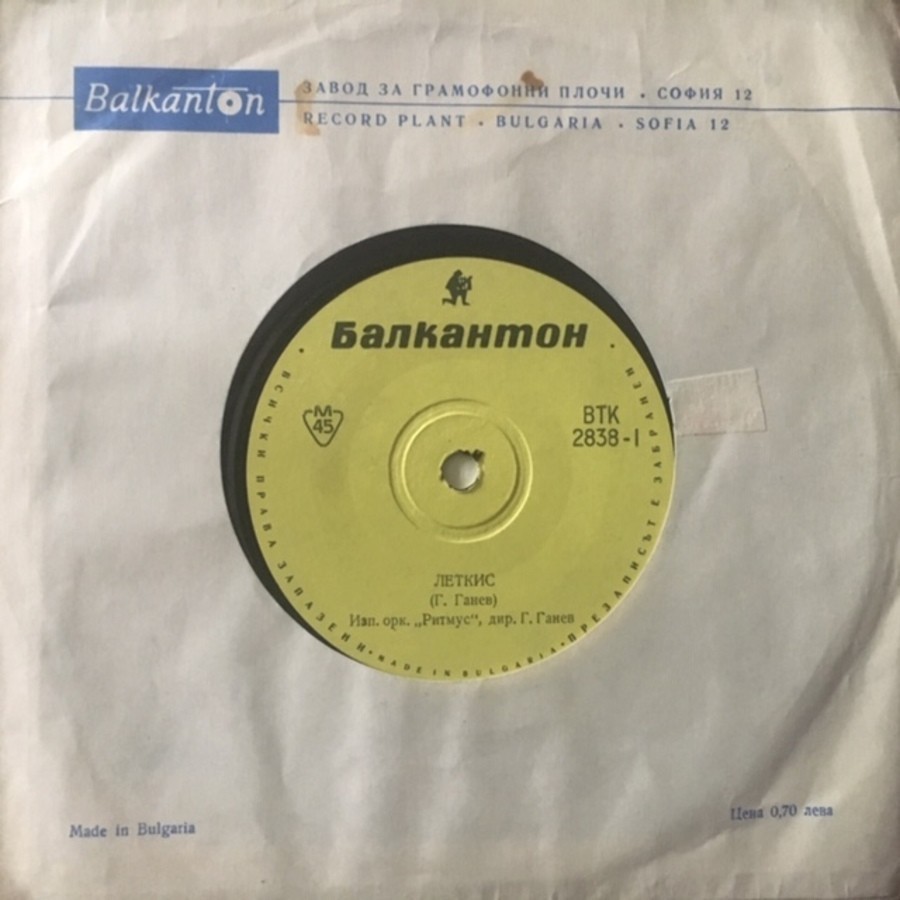 Balkanton
ЗАВОД ЗА ГРАМОФОННИ ПЛОЧИ • СОФИЯ 12
RECORD PLANT • BULGARIA • SOFIA 12
Балкантон
M
45
ВТК
2838-I
ЛЕТКИС
(Г. Ганев)
Изп. орк. „Ритмус“, дир. Г. Ганев
• ВСИЧКИ ПРАВА ЗАПАЗЕНИ • MADE IN BULGARIA • ПРЕЗАПИСЪТ Е ЗАБРАНЕН •
Made in Bulgaria
Цена 0,70 лева